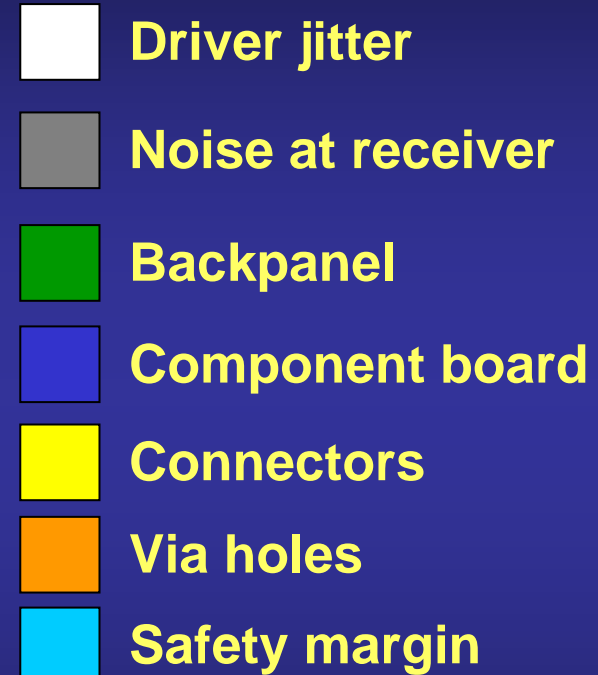 Driver jitter
Noise at receiver
Backpanel
Component board
Connectors
Via holes
Safety margin